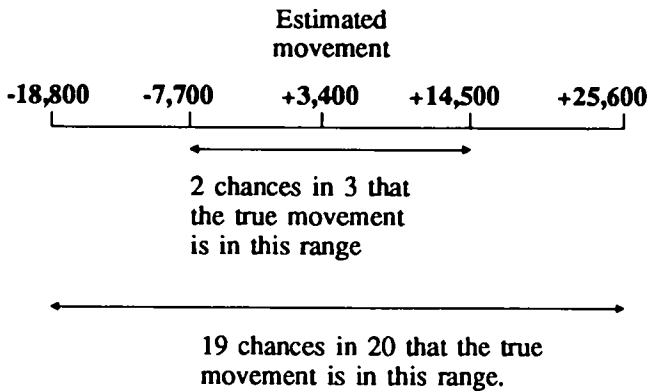 Estimated
movement
-18,800 -7,700 +3,400 +14,500 +25,600
2 chances in 3 that
the true movement
is in this range
19 chances in 20 that the true
movement is in this range.